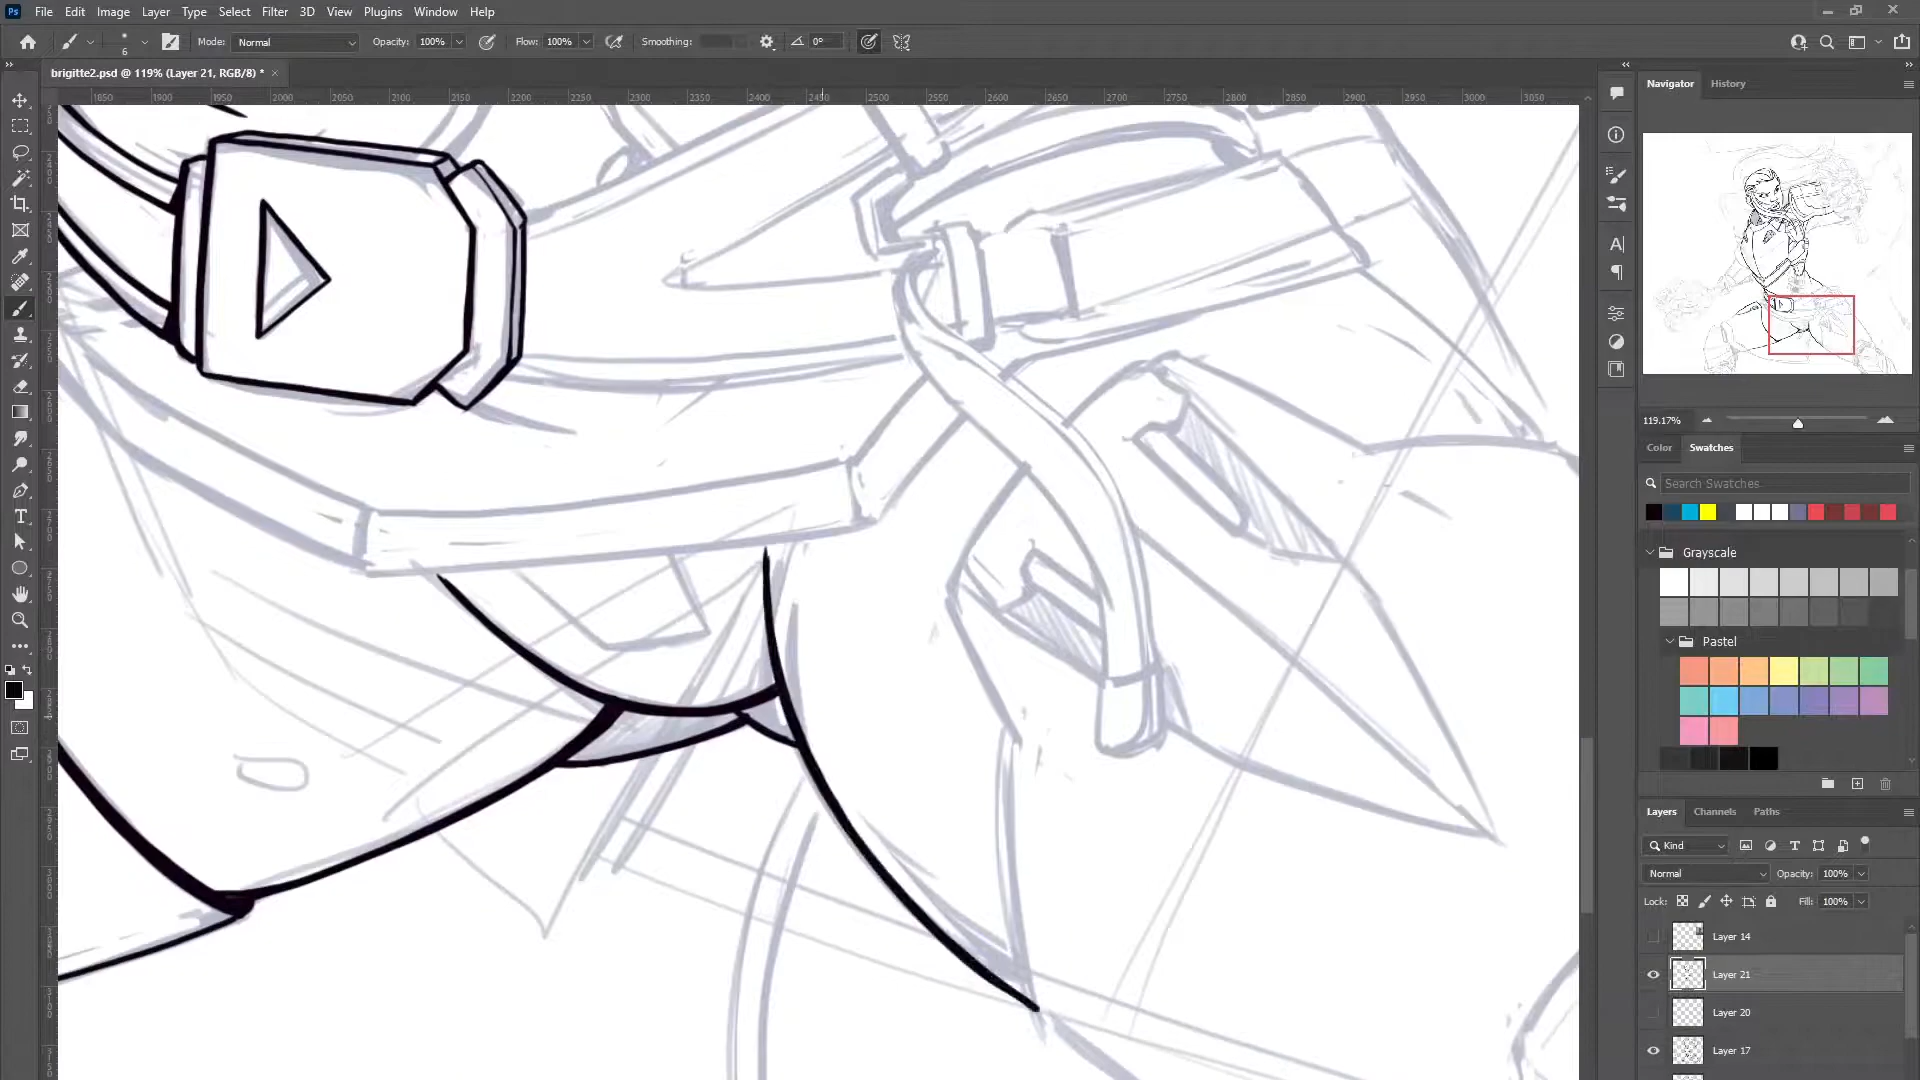 Ps File Edit Image Layer Type Select Filter 3D View Plugins Window Help
6 Mode: Normal Opacity: 100% Flow: 100% Smoothing: 0°
brigitte2.psd @ 119% (Layer 21, RGB/8) * ×
1850 1900 1950 2000 2050 2100 2150 2200 2250 2300 2350 2400 2450 2500 2550 2600 2650 2700 2750 2800 2850 2900 2950 3000 3050
Navigator History
119.17%
Color Swatches
Search Swatches
Grayscale
Pastel
Layers Channels Paths
Kind
Normal Opacity: 100%
Lock: Fill: 100%
Layer 14
Layer 21
Layer 20
Layer 17